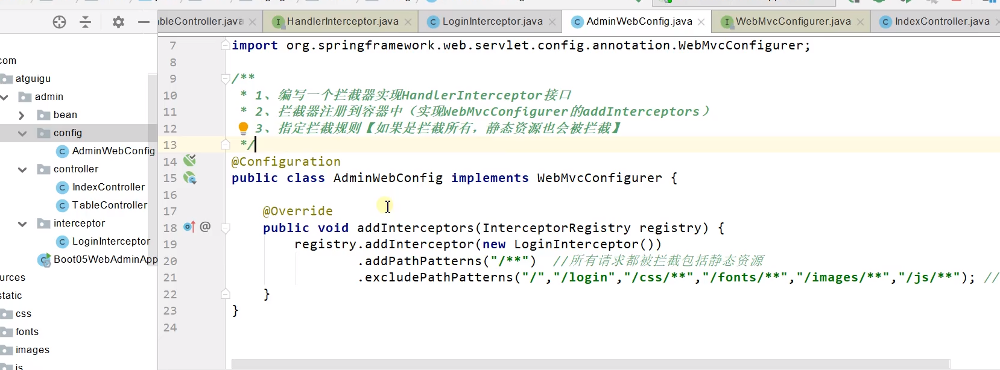 ableController.java
HandlerInterceptor.java
LoginInterceptor.java
AdminWebConfig.java
WebMvcConfigurer.java
IndexController.java
com
atguigu
admin
bean
config
AdminWebConfig
controller
IndexController
TableController
interceptor
LoginInterceptor
Boot05WebAdminApp
urces
static
css
fonts
images
js
7 import org.springframework.web.servlet.config.annotation.WebMvcConfigurer;
8
9 /**
10 * 1、编写一个拦截器实现HandlerInterceptor接口
11 * 2、拦截器注册到容器中（实现WebMvcConfigurer的addInterceptors）
12 3、指定拦截规则【如果是拦截所有，静态资源也会被拦截】
13 */
14 @Configuration
15 public class AdminWebConfig implements WebMvcConfigurer {
16
17 @Override
18 @ public void addInterceptors(InterceptorRegistry registry) {
19 registry.addInterceptor(new LoginInterceptor())
20 .addPathPatterns("/**") //所有请求都被拦截包括静态资源
21 .excludePathPatterns("/","/login","/css/**","/fonts/**","/images/**","/js/**"); //
22 }
23 }
24